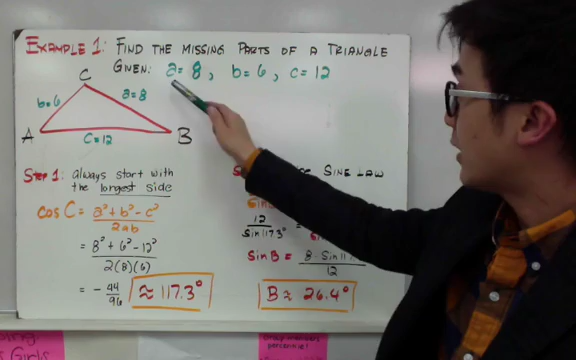 EXAMPLE 1: FIND THE MISSING PARTS OF A TRIANGLE
GIVEN: a = 8, b = 6, c = 12
C
b=6
a=8
A
B
C=12
STEP 1: Always start with
the longest side
cos C = a² + b² - c²
2ab
= 8² + 6² - 12²
2(8)(6)
= - 44
96
≈ 117.3°
SINE LAW
12
Sin 117.3°
=
Sin B = 8 · Sin 117
12
B ≈ 26.4°
percennie!
Girls